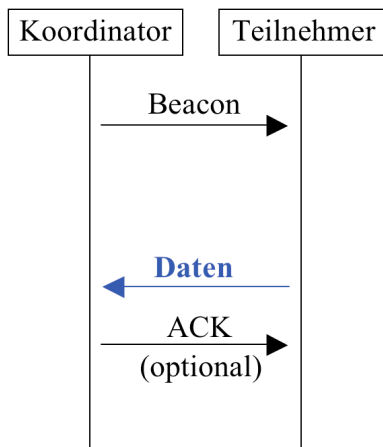 Koordinator
Teilnehmer
Beacon
Daten
ACK
(optional)